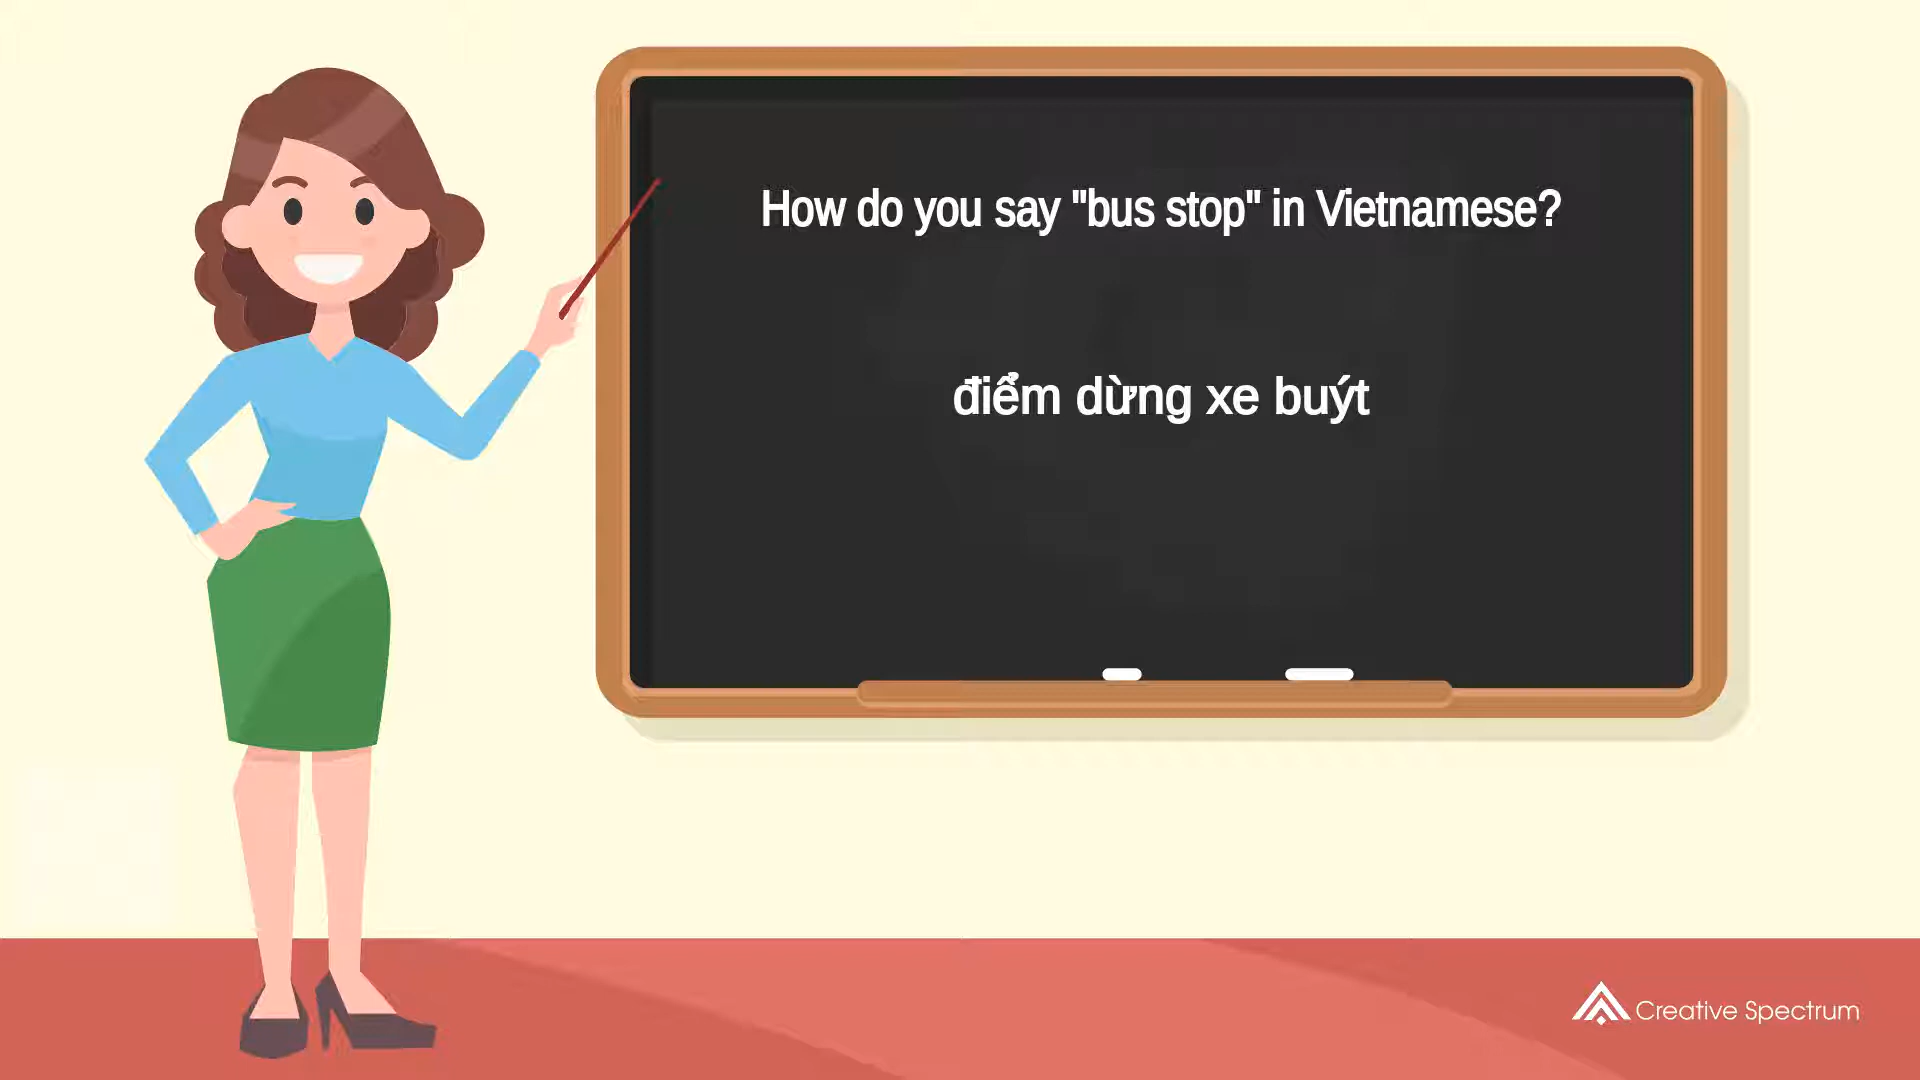 How do you say "bus stop" in Vietnamese?
điểm dừng xe buýt
Creative Spectrum